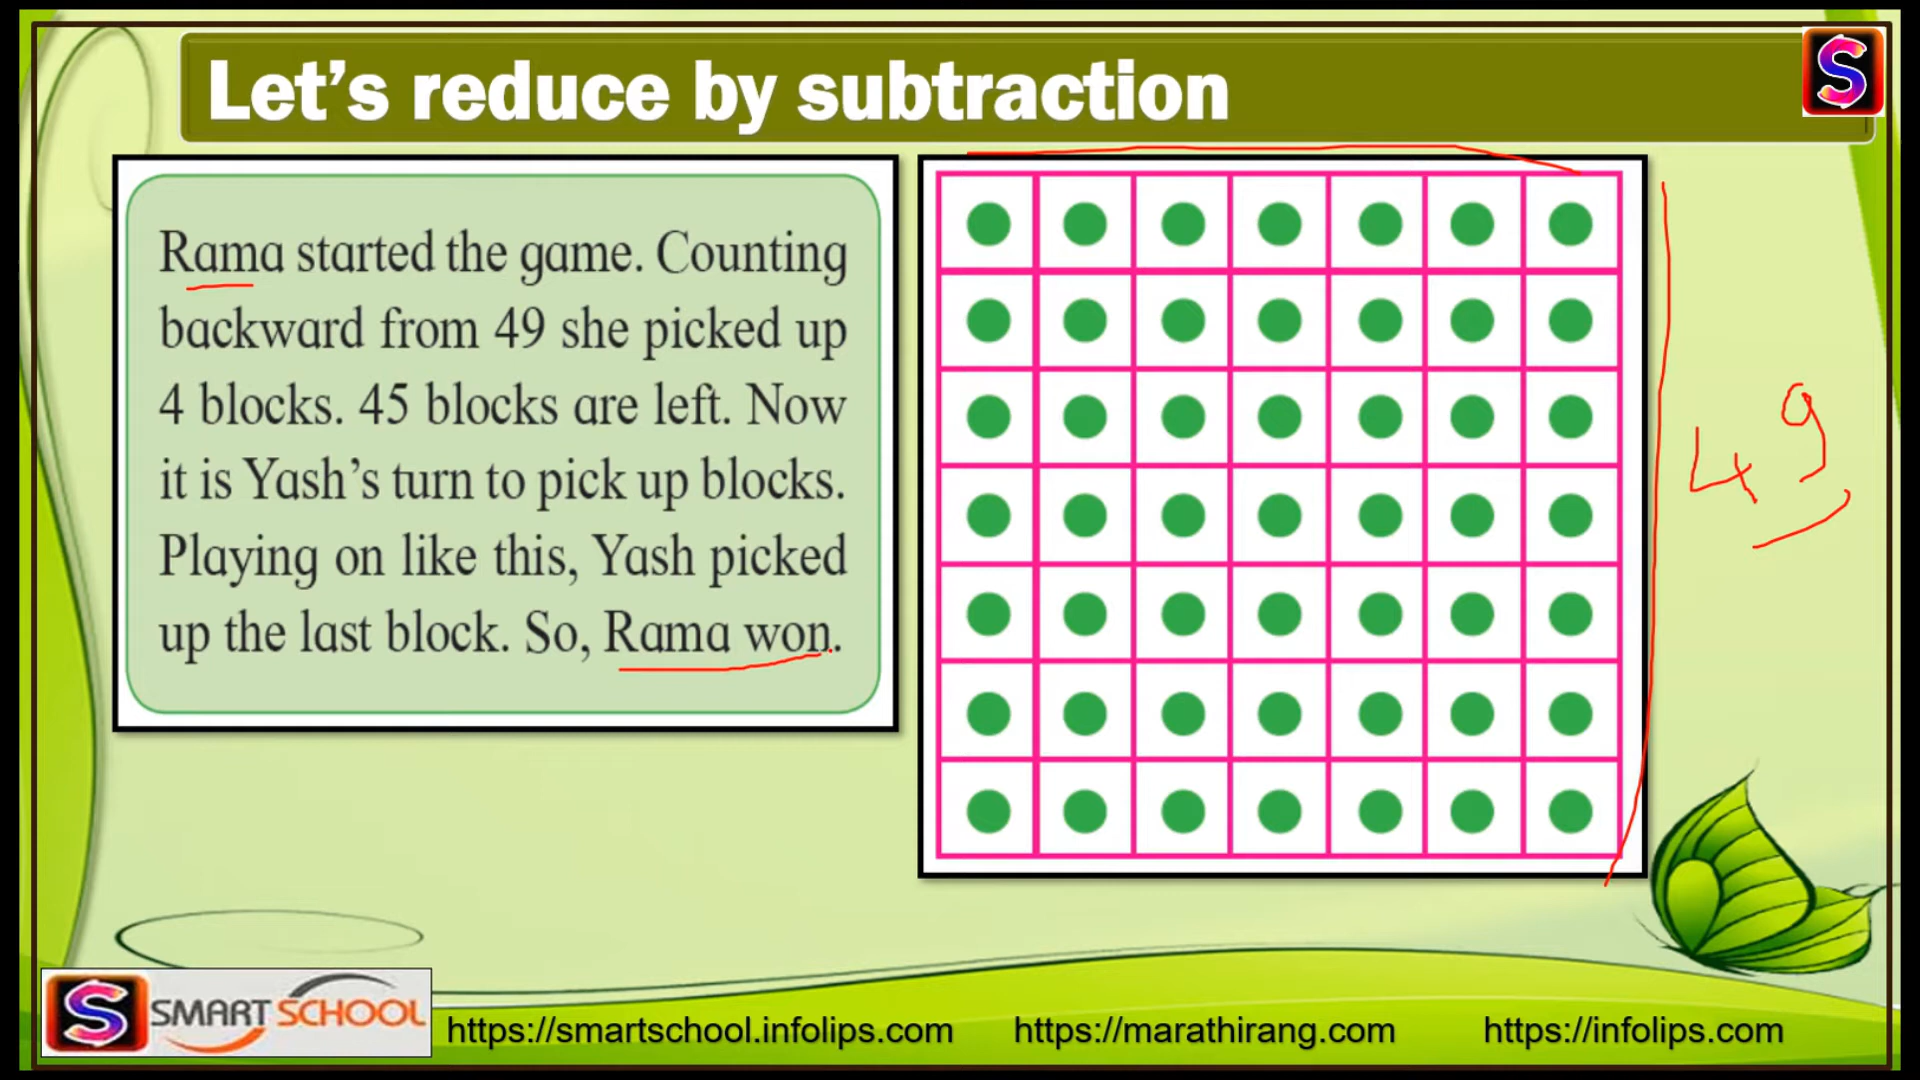 Let's reduce by subtraction
S
Rama started the game. Counting
backward from 49 she picked up
4 blocks. 45 blocks are left. Now
it is Yash's turn to pick up blocks.
Playing on like this, Yash picked
up the last block. So, Rama won.
49
S SMART SCHOOL
https://smartschool.infolips.com https://marathirang.com https://infolips.com